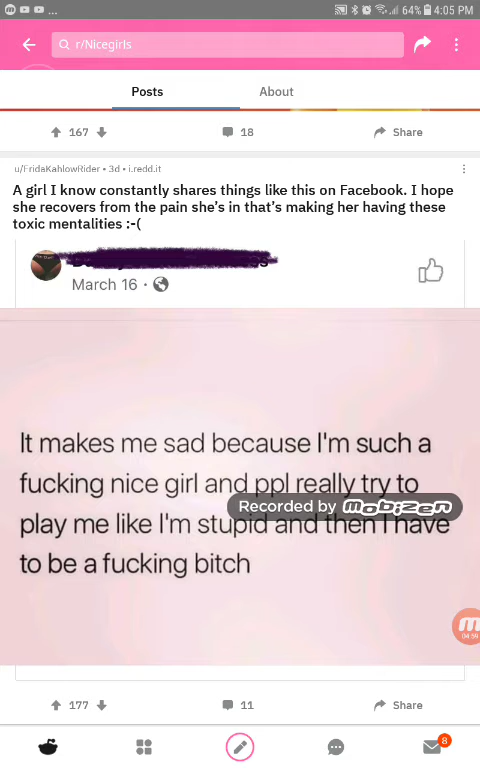 64% 4:05 PM
r/Nicegirls
Posts About
167 18 Share
u/FridaKahlowRider • 3d • i.redd.it
A girl I know constantly shares things like this on Facebook. I hope
she recovers from the pain she's in that's making her having these
toxic mentalities :-(
March 16 •
It makes me sad because I'm such a
fucking nice girl and ppl really try to
Recorded by mobizen
play me like I'm stupid and then I have
to be a fucking bitch
04:59
177 11 Share
8